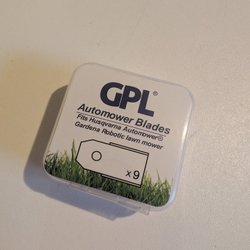 GPL®
Automower Blades
Fits Husqvarna Automower®
Gardena Robotic lawn mower
x9